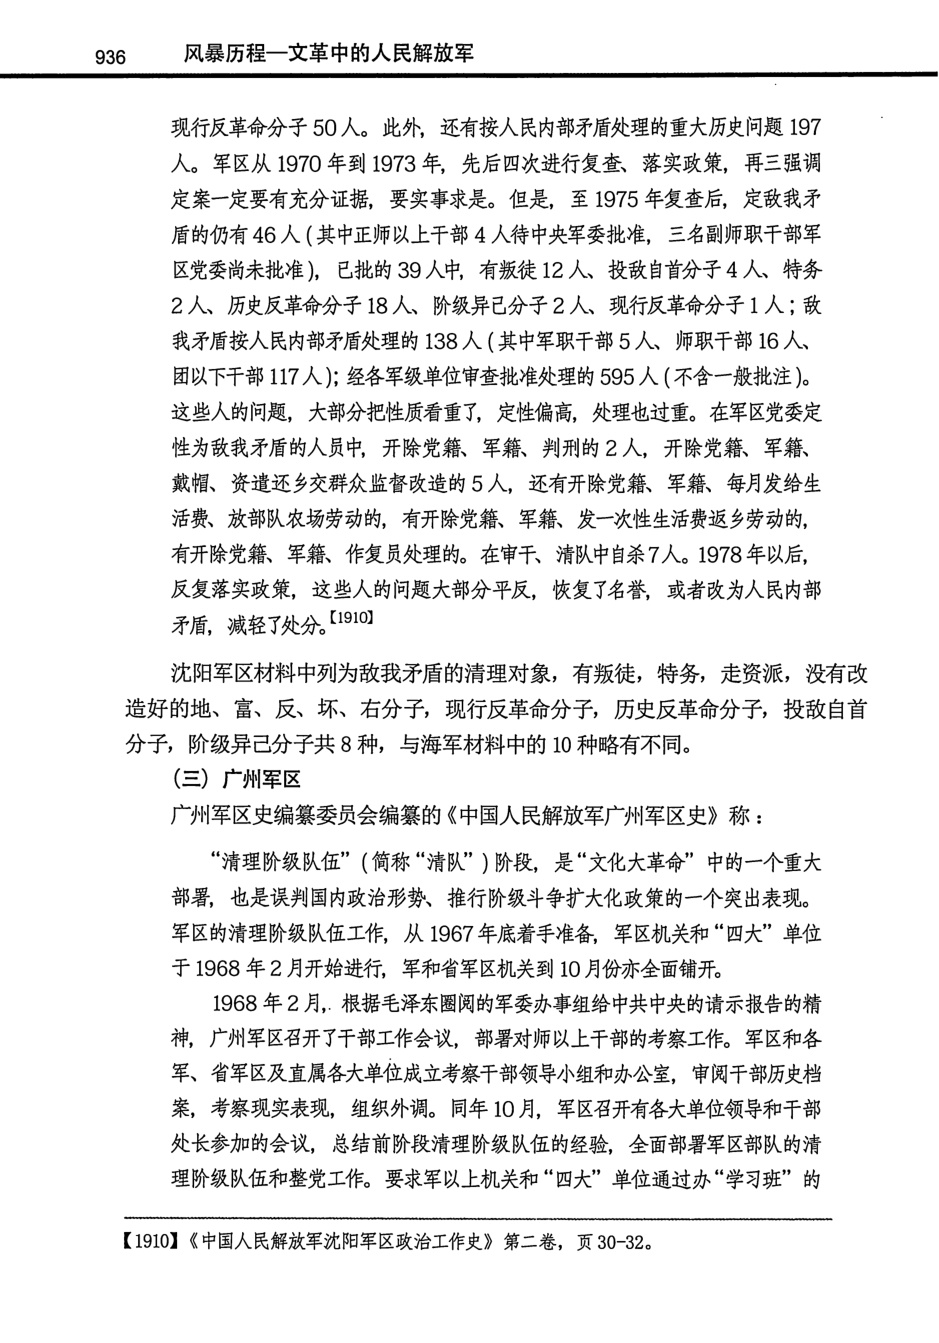 936 风暴历程—文革中的人民解放军
现行反革命分子 50 人。此外，还有按人民内部矛盾处理的重大历史问题 197
人。军区从 1970 年到 1973 年，先后四次进行复查、落实政策，再三强调
定案一定要有充分证据，要实事求是。但是，至 1975 年复查后，定敌我矛
盾的仍有 46 人 (其中正师以上干部 4 人待中央军委批准，三名副师职干部军
区党委尚未批准)，已批的 39 人中，有叛徒 12 人、投敌自首分子 4 人、特务
2 人、历史反革命分子 18 人、阶级异己分子 2 人、现行反革命分子 1 人；敌
我矛盾按人民内部矛盾处理的 138 人 (其中军职干部 5 人、师职干部 16 人、
团以下干部 117 人)；经各军级单位审查批准处理的 595 人 (不含一般批注)。
这些人的问题，大部分把性质看重了，定性偏高，处理也过重。在军区党委定
性为敌我矛盾的人员中，开除党籍、军籍、判刑的 2 人，开除党籍、军籍、
戴帽、资遣还乡交群众监督改造的 5 人，还有开除党籍、军籍、每月发给生
活费、放部队农场劳动的，有开除党籍、军籍、发一次性生活费返乡劳动的，
有开除党籍、军籍、作复员处理的。在审干、清队中自杀7人。1978 年以后，
反复落实政策，这些人的问题大部分平反，恢复了名誉，或者改为人民内部
矛盾，减轻了处分。【1910】
沈阳军区材料中列为敌我矛盾的清理对象，有叛徒，特务，走资派，没有改
造好的地、富、反、坏、右分子，现行反革命分子，历史反革命分子，投敌自首
分子，阶级异己分子共 8 种，与海军材料中的 10 种略有不同。
(三) 广州军区
广州军区史编纂委员会编纂的《中国人民解放军广州军区史》称：
“清理阶级队伍” (简称“清队”) 阶段，是“文化大革命”中的一个重大
部署，也是误判国内政治形势、推行阶级斗争扩大化政策的一个突出表现。
军区的清理阶级队伍工作，从 1967 年底着手准备，军区机关和“四大”单位
于 1968 年 2 月开始进行，军和省军区机关到 10 月份亦全面铺开。
1968 年 2 月，根据毛泽东圈阅的军委办事组给中共中央的请示报告的精
神，广州军区召开了干部工作会议，部署对师以上干部的考察工作。军区和各
军、省军区及直属各大单位成立考察干部领导小组和办公室，审阅干部历史档
案，考察现实表现，组织外调。同年 10 月，军区召开有各大单位领导和干部
处长参加的会议，总结前阶段清理阶级队伍的经验，全面部署军区部队的清
理阶级队伍和整党工作。要求军以上机关和“四大”单位通过办“学习班”的
【1910】《中国人民解放军沈阳军区政治工作史》第二卷，页 30-32。